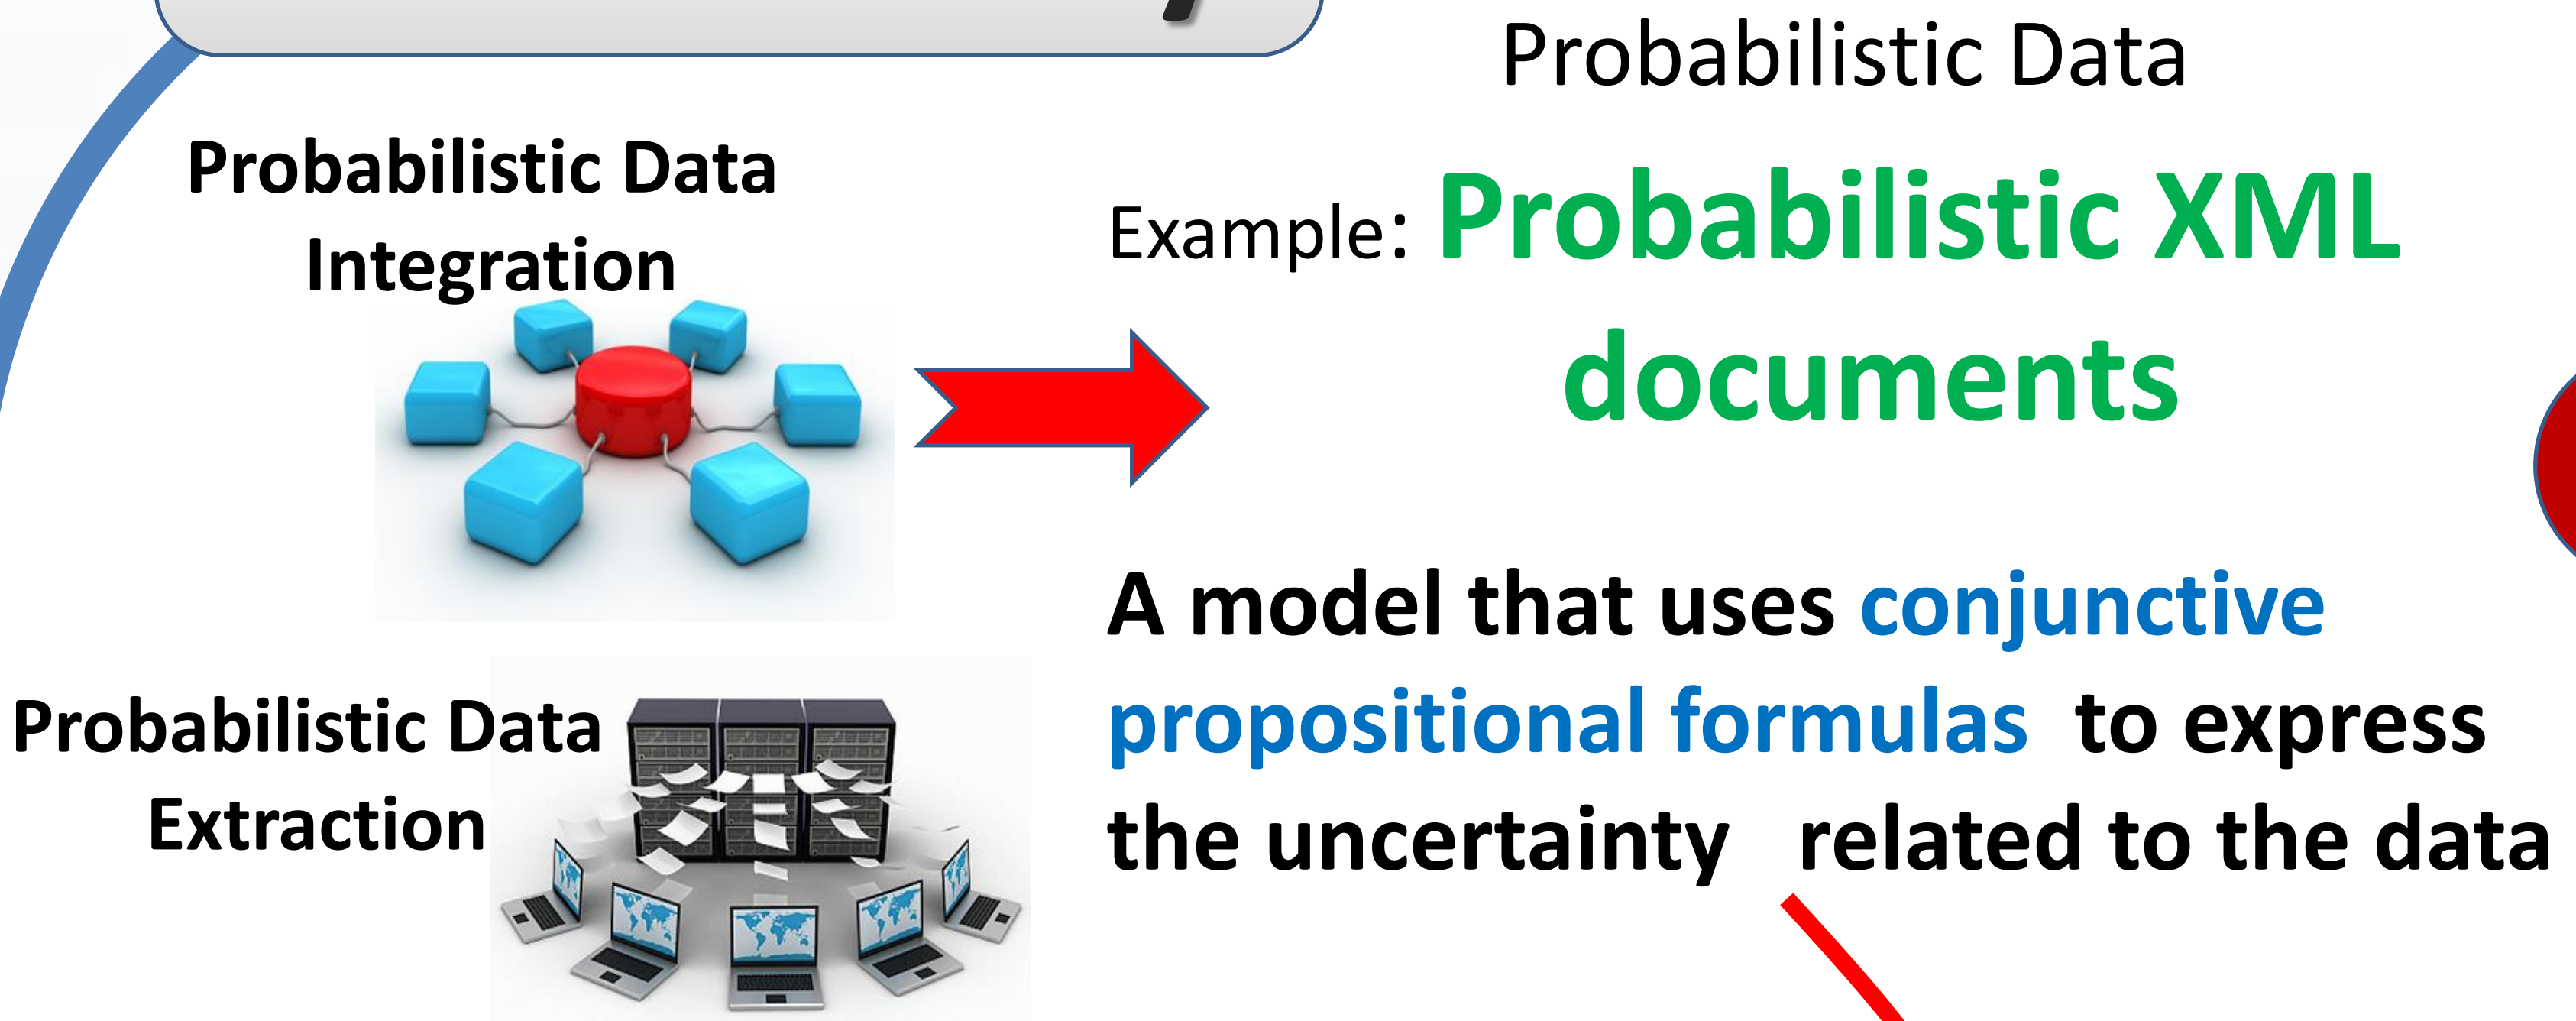 Probabilistic Data
Integration
Probabilistic Data
Extraction
Probabilistic Data
Example: Probabilistic XML
documents
A model that uses conjunctive
propositional formulas to express
the uncertainty related to the data